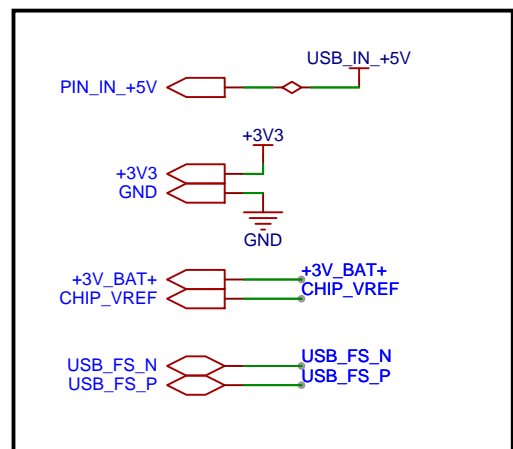 USB_IN_+5V
PIN_IN_+5V
+3V3
+3V3
GND
GND
+3V_BAT+ +3V_BAT+
CHIP_VREF CHIP_VREF
USB_FS_N USB_FS_N
USB_FS_P USB_FS_P